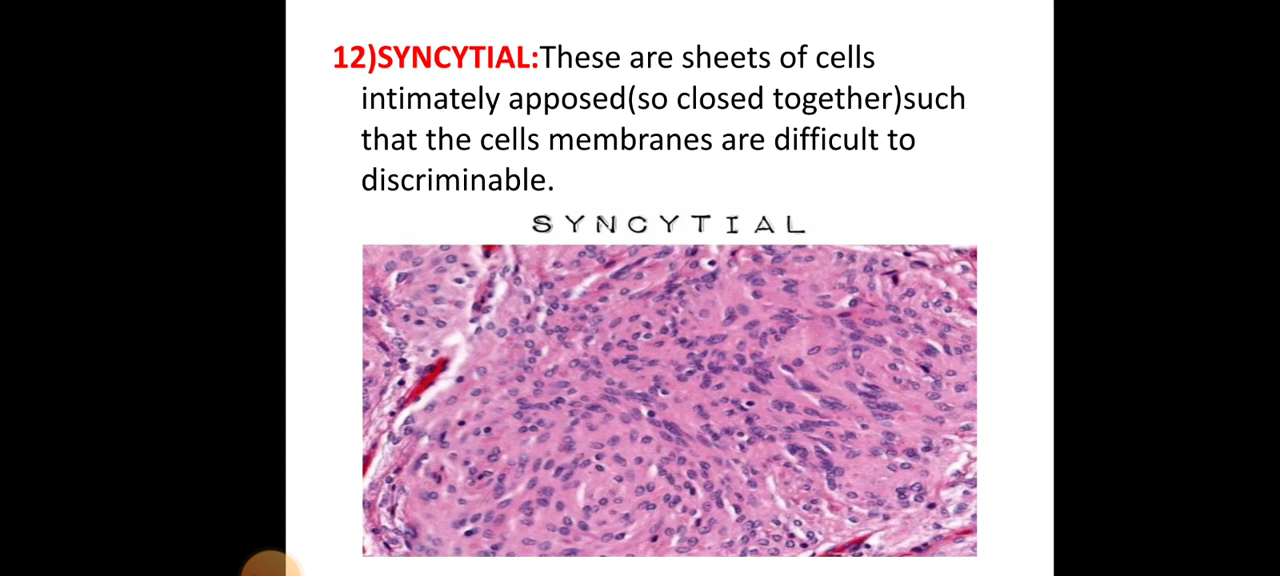 12)SYNCYTIAL:These are sheets of cells
intimately apposed(so closed together)such
that the cells membranes are difficult to
discriminable.
SYNCYTIAL